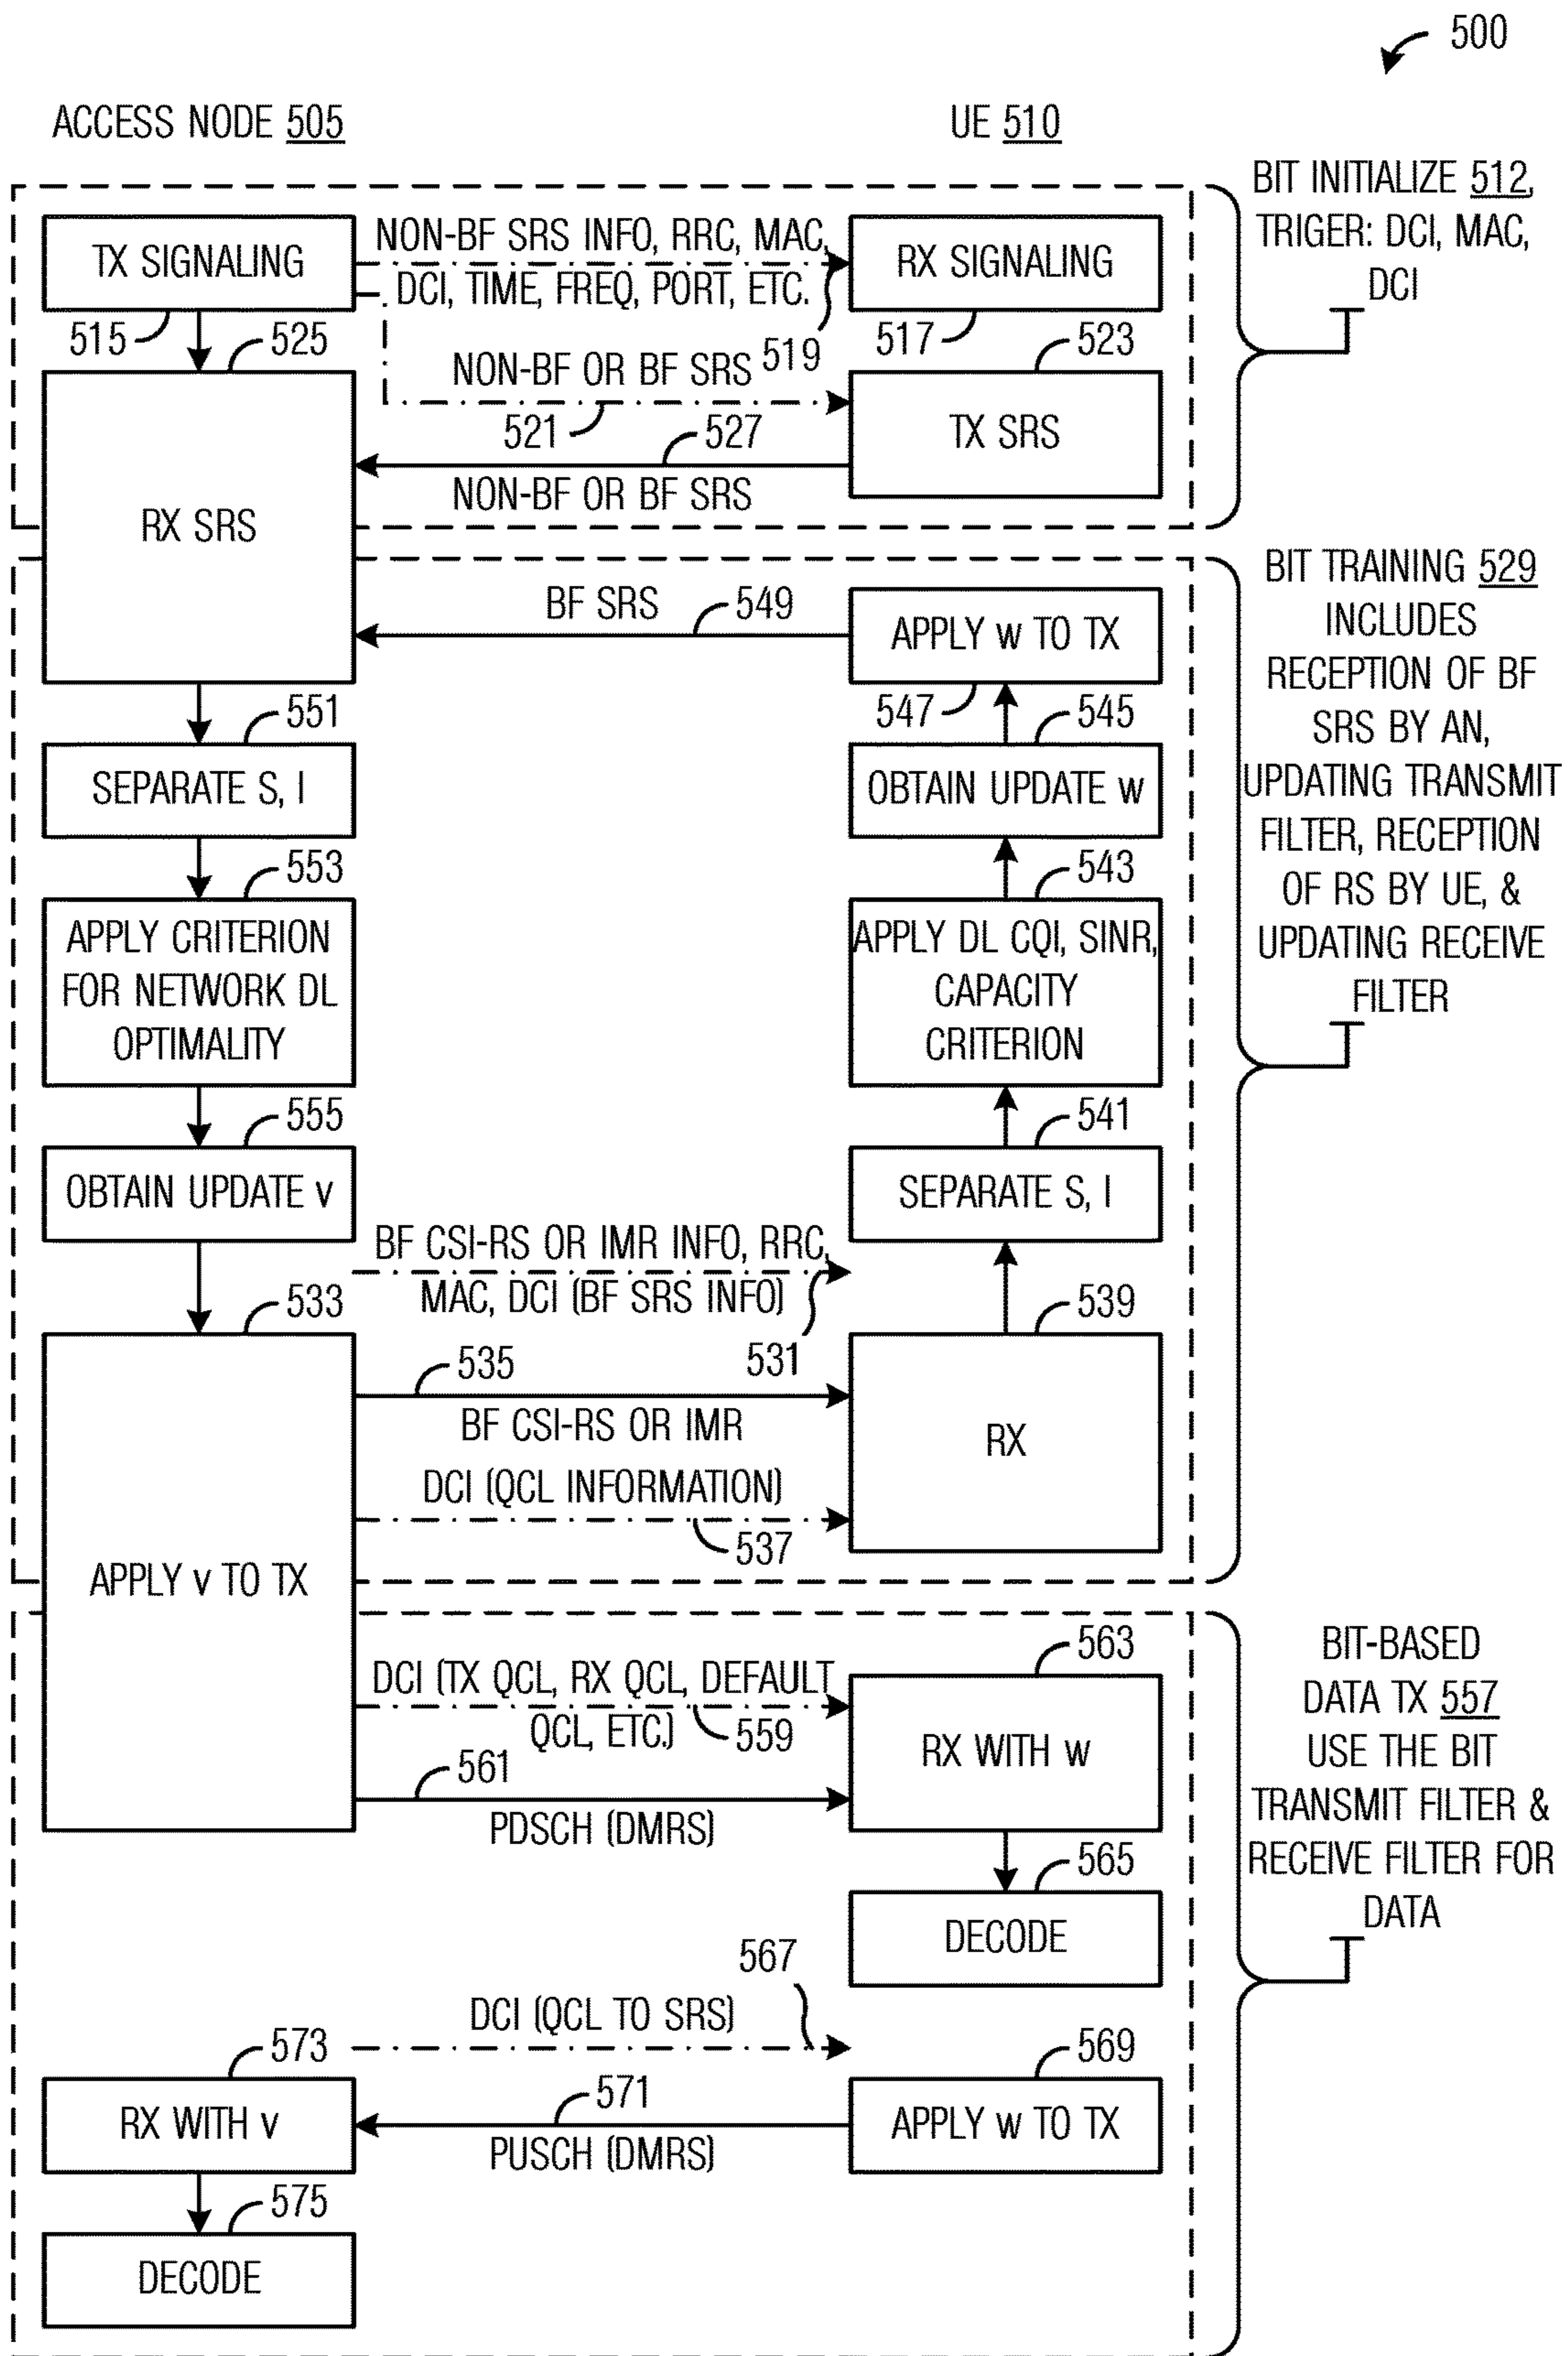 500
ACCESS NODE 505
UE 510
BIT INITIALIZE 512,
TRIGER: DCI, MAC,
DCI
TX SIGNALING
NON-BF SRS INFO, RRC, MAC,
DCI, TIME, FREQ, PORT, ETC.
RX SIGNALING
515
525
519
517
523
NON-BF OR BF SRS
521
527
TX SRS
NON-BF OR BF SRS
RX SRS
BIT TRAINING 529
INCLUDES
RECEPTION OF BF
SRS BY AN,
UPDATING TRANSMIT
FILTER, RECEPTION
OF RS BY UE, &
UPDATING RECEIVE
FILTER
BF SRS
549
APPLY w TO TX
547
545
551
SEPARATE S, I
OBTAIN UPDATE w
553
543
APPLY CRITERION
FOR NETWORK DL
OPTIMALITY
APPLY DL CQI, SINR,
CAPACITY
CRITERION
555
541
OBTAIN UPDATE v
SEPARATE S, I
BF CSI-RS OR IMR INFO, RRC,
MAC, DCI (BF SRS INFO)
533
531
539
535
BF CSI-RS OR IMR
RX
DCI (QCL INFORMATION)
537
APPLY v TO TX
BIT-BASED
DATA TX 557
USE THE BIT
TRANSMIT FILTER &
RECEIVE FILTER FOR
DATA
563
DCI (TX QCL, RX QCL, DEFAULT
QCL, ETC.)
559
RX WITH w
561
PDSCH (DMRS)
565
DECODE
567
DCI (QCL TO SRS)
573
569
571
RX WITH v
APPLY w TO TX
PUSCH (DMRS)
575
DECODE